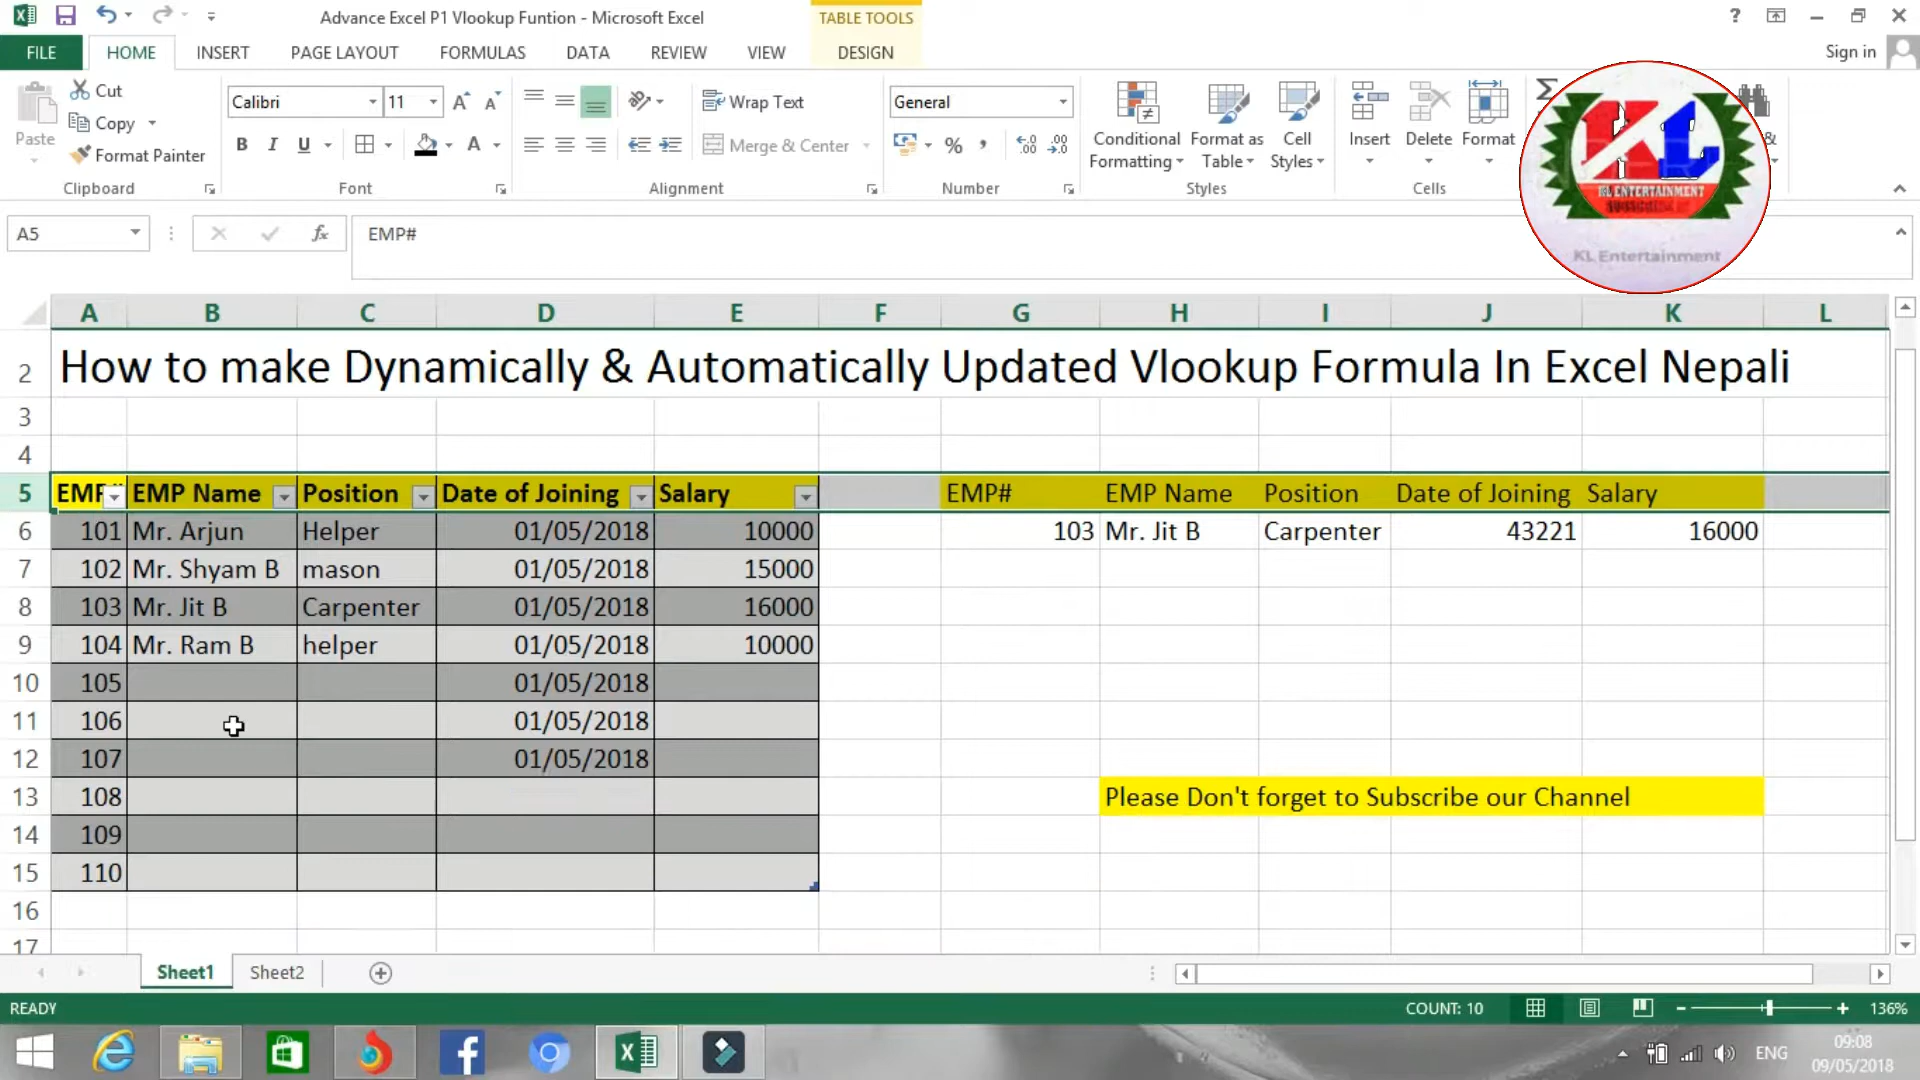 Advance Excel P1 Vlookup Funtion - Microsoft Excel
TABLE TOOLS
FILE HOME INSERT PAGE LAYOUT FORMULAS DATA REVIEW VIEW DESIGN
Sign in
Paste
Cut
Copy
Format Painter
Clipboard
Calibri 11
B I U
Font
Wrap Text
Merge & Center
Alignment
General
%
Number
Conditional Formatting
Format as Table
Cell Styles
Styles
Insert
Delete
Format
Cells
KL
KL ENTERTAINMENT
KL Entertainment
A5
fx
EMP#
A B C D E F G H I J K L
2 How to make Dynamically & Automatically Updated Vlookup Formula In Excel Nepali
3
4
5 EMP# EMP Name Position Date of Joining Salary EMP# EMP Name Position Date of Joining Salary
6 101 Mr. Arjun Helper 01/05/2018 10000 103 Mr. Jit B Carpenter 43221 16000
7 102 Mr. Shyam B mason 01/05/2018 15000
8 103 Mr. Jit B Carpenter 01/05/2018 16000
9 104 Mr. Ram B helper 01/05/2018 10000
10 105 01/05/2018
11 106 01/05/2018
12 107 01/05/2018
13 108 Please Don't forget to Subscribe our Channel
14 109
15 110
16
17
Sheet1 Sheet2
READY
COUNT: 10
136%
ENG
09:08
09/05/2018